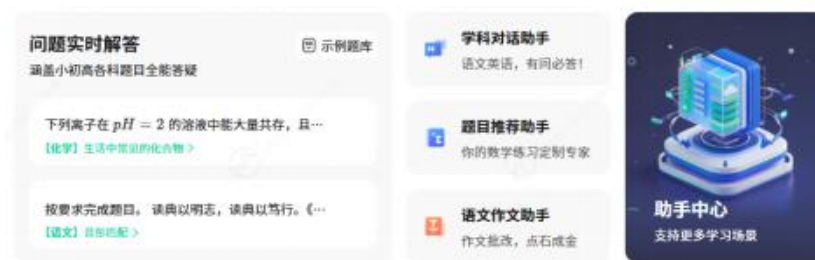 问题实时解答
示例题库
涵盖小初高各科题目全能答疑
下列离子在 pH = 2 的溶液中能大量共存，且…
【化学】生活中常见的化合物 >
按要求完成题目。 读典以明志，读典以笃行。《…
【语文】
学科对话助手
语文英语，有问必答！
题目推荐助手
你的数学练习定制专家
语文作文助手
作文批改，点石成金
助手中心
支持更多学习场景